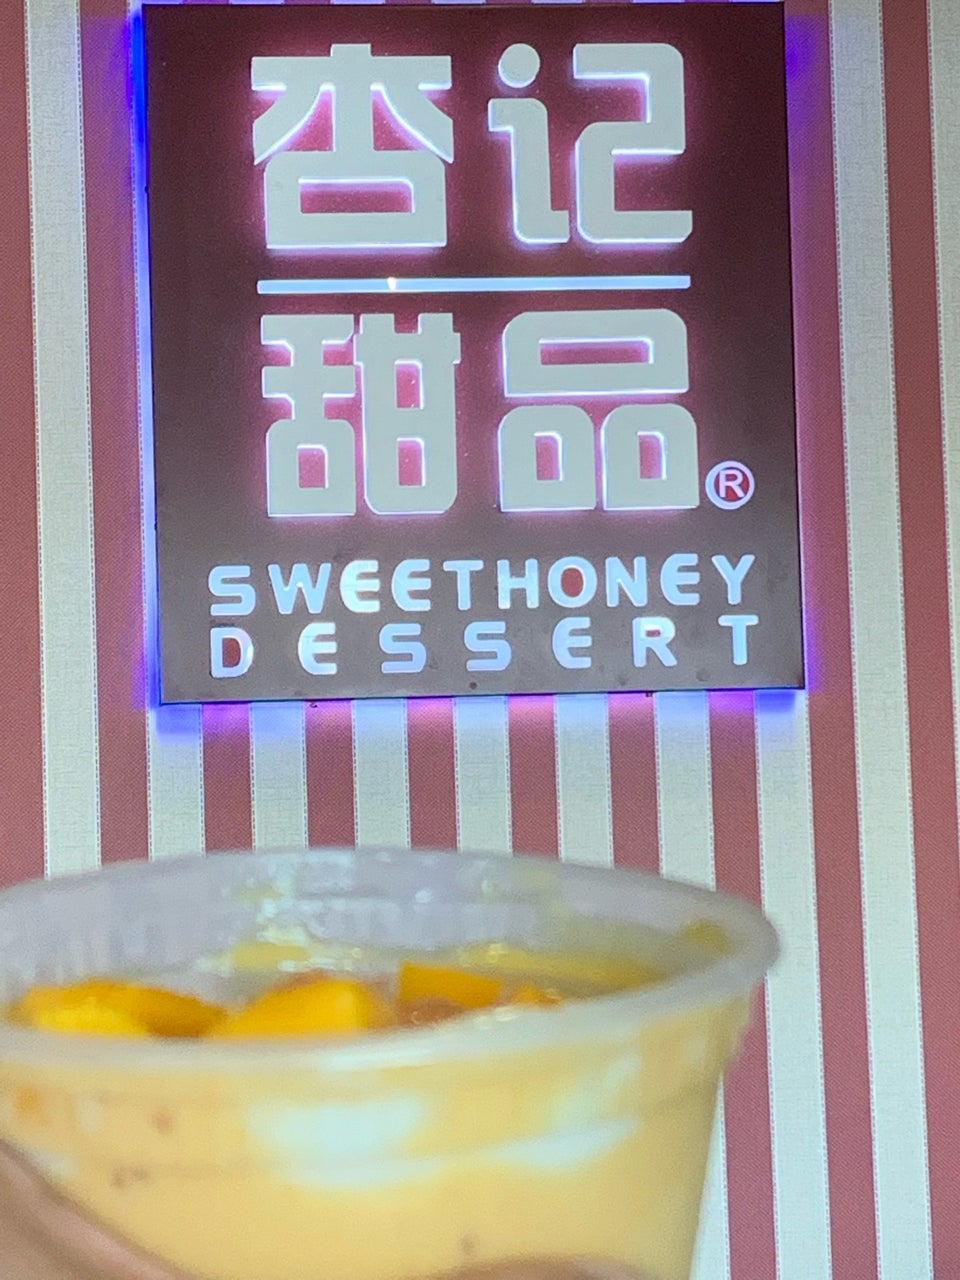 杏记
甜品®
SWEETHONEY
DESSERT